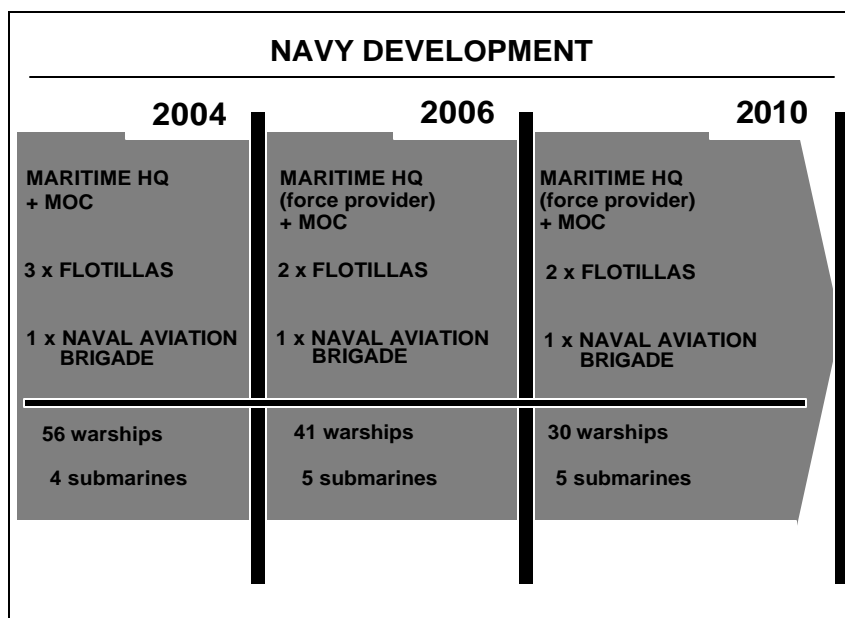 NAVY DEVELOPMENT
2004
MARITIME HQ
+ MOC
3 x FLOTILLAS
1 x NAVAL AVIATION
BRIGADE
56 warships
4 submarines
2006
MARITIME HQ
(force provider)
+ MOC
2 x FLOTILLAS
1 x NAVAL AVIATION
BRIGADE
41 warships
5 submarines
2010
MARITIME HQ
(force provider)
+ MOC
2 x FLOTILLAS
1 x NAVAL AVIATION
BRIGADE
30 warships
5 submarines